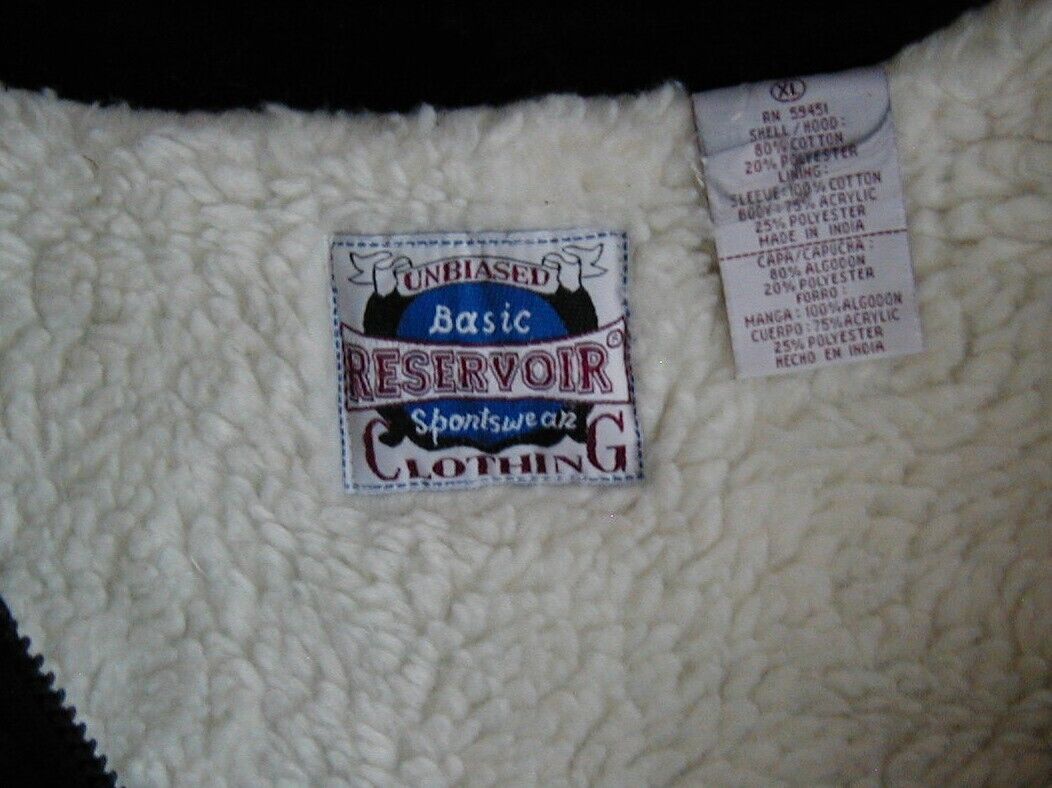 UNBIASED
Basic
RESERVOIR®
Sportswear
CLOTHING
XL
RN 59451
SHELL/HOOD:
80% COTTON
20% POLYESTER
LINING:
SLEEVE:100% COTTON
BODY: 75% ACRYLIC
25% POLYESTER
MADE IN INDIA
CAPA/CAPUCHA:
80% ALGODON
20% POLYESTER
FORRO:
MANGA:100%ALGODON
CUERPO:75%ACRYLIC
25% POLYESTER
HECHO EN INDIA